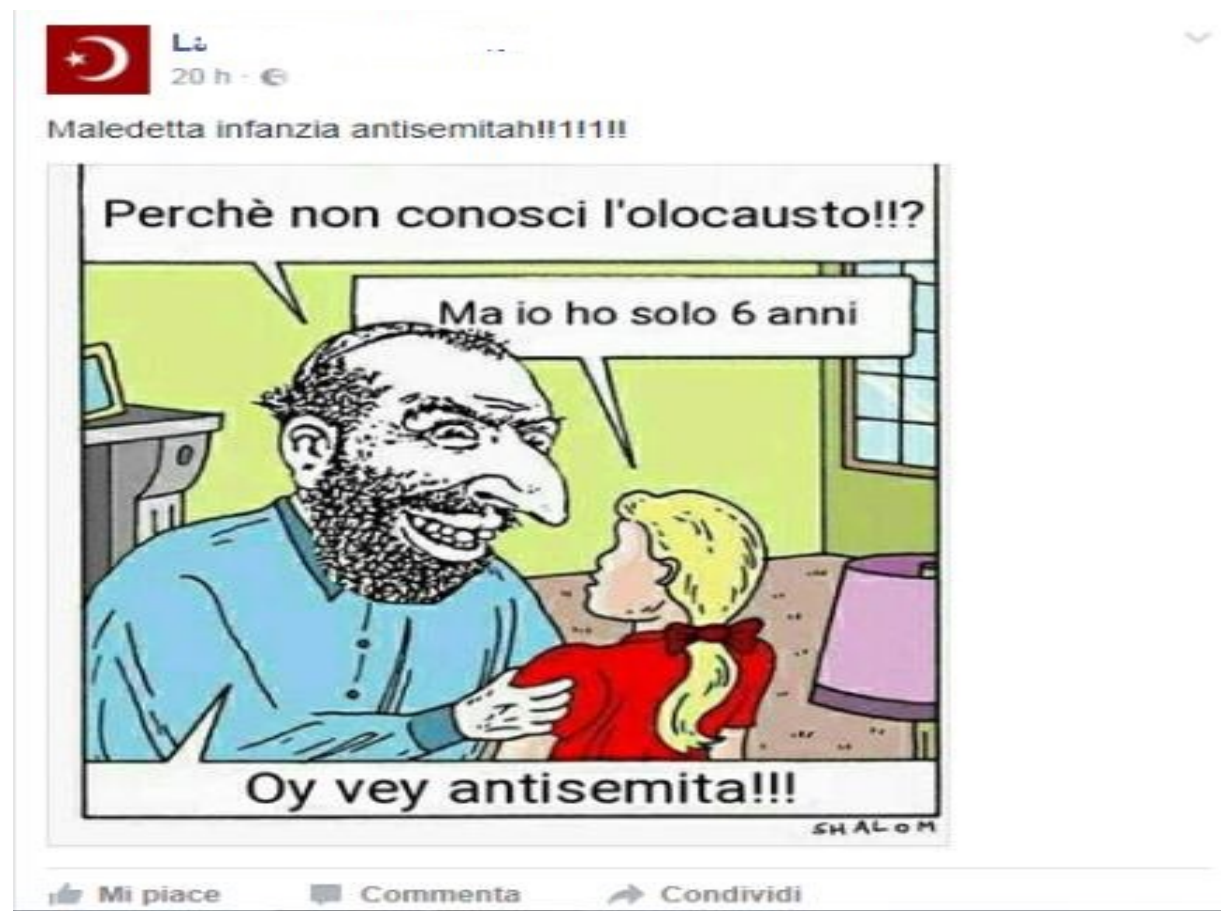 20 h
Maledetta infanzia antisemitah!!1!1!!
Perchè non conosci l'olocausto!!?
Ma io ho solo 6 anni
Oy vey antisemita!!!
SHALOM
Mi piace
Commenta
Condividi